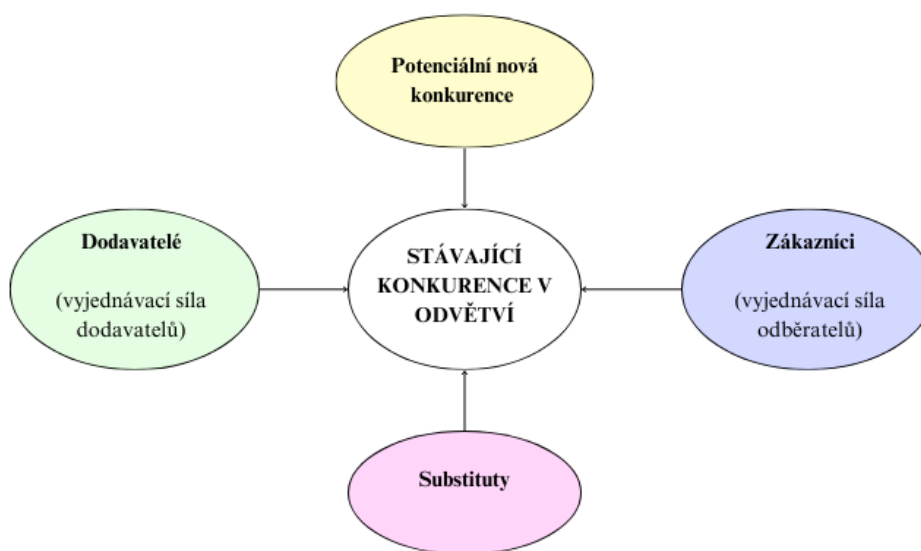 Potenciální nová
konkurence
Dodavatelé
(vyjednávací síla
dodavatelů)
STÁVAJÍCÍ
KONKURENCE V
ODVĚTVÍ
Zákazníci
(vyjednávací síla
odběratelů)
Substituty